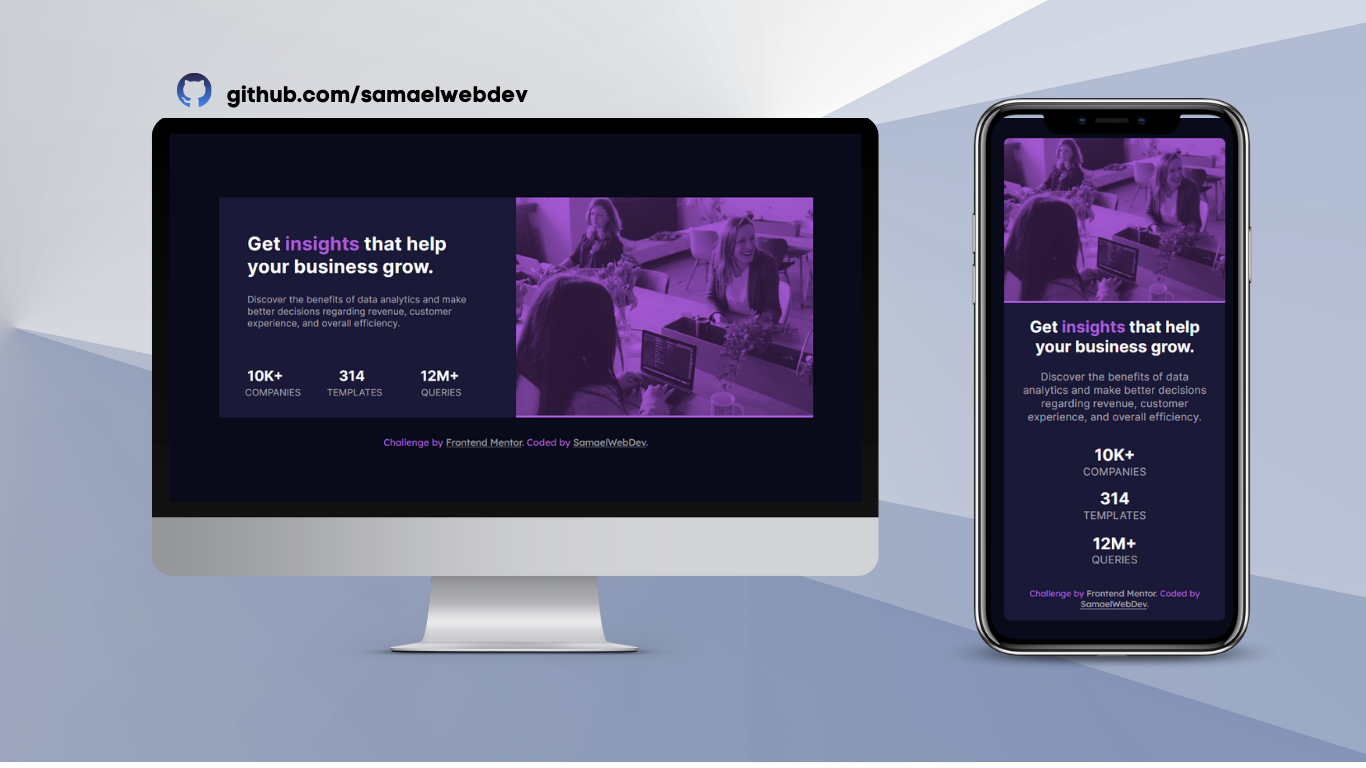 github.com/samaelwebdev
Get insights that help
your business grow.
Discover the benefits of data analytics and make
better decisions regarding revenue, customer
experience, and overall efficiency.
10K+ 314 12M+
COMPANIES TEMPLATES QUERIES
Challenge by Frontend Mentor. Coded by SamaelWebDev.
Get insights that help
your business grow.
Discover the benefits of data
analytics and make better decisions
regarding revenue, customer
experience, and overall efficiency.
10K+
COMPANIES
314
TEMPLATES
12M+
QUERIES
Challenge by Frontend Mentor. Coded by
SamaelWebDev.